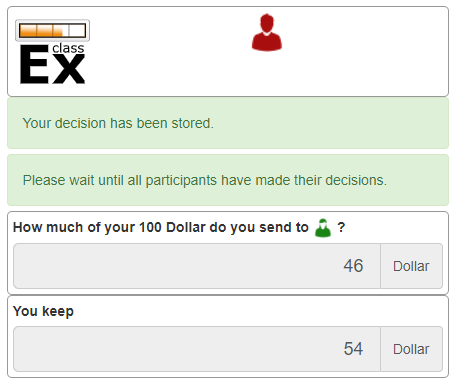 class
Ex
Your decision has been stored.
Please wait until all participants have made their decisions.
How much of your 100 Dollar do you send to ?
46 Dollar
You keep
54 Dollar